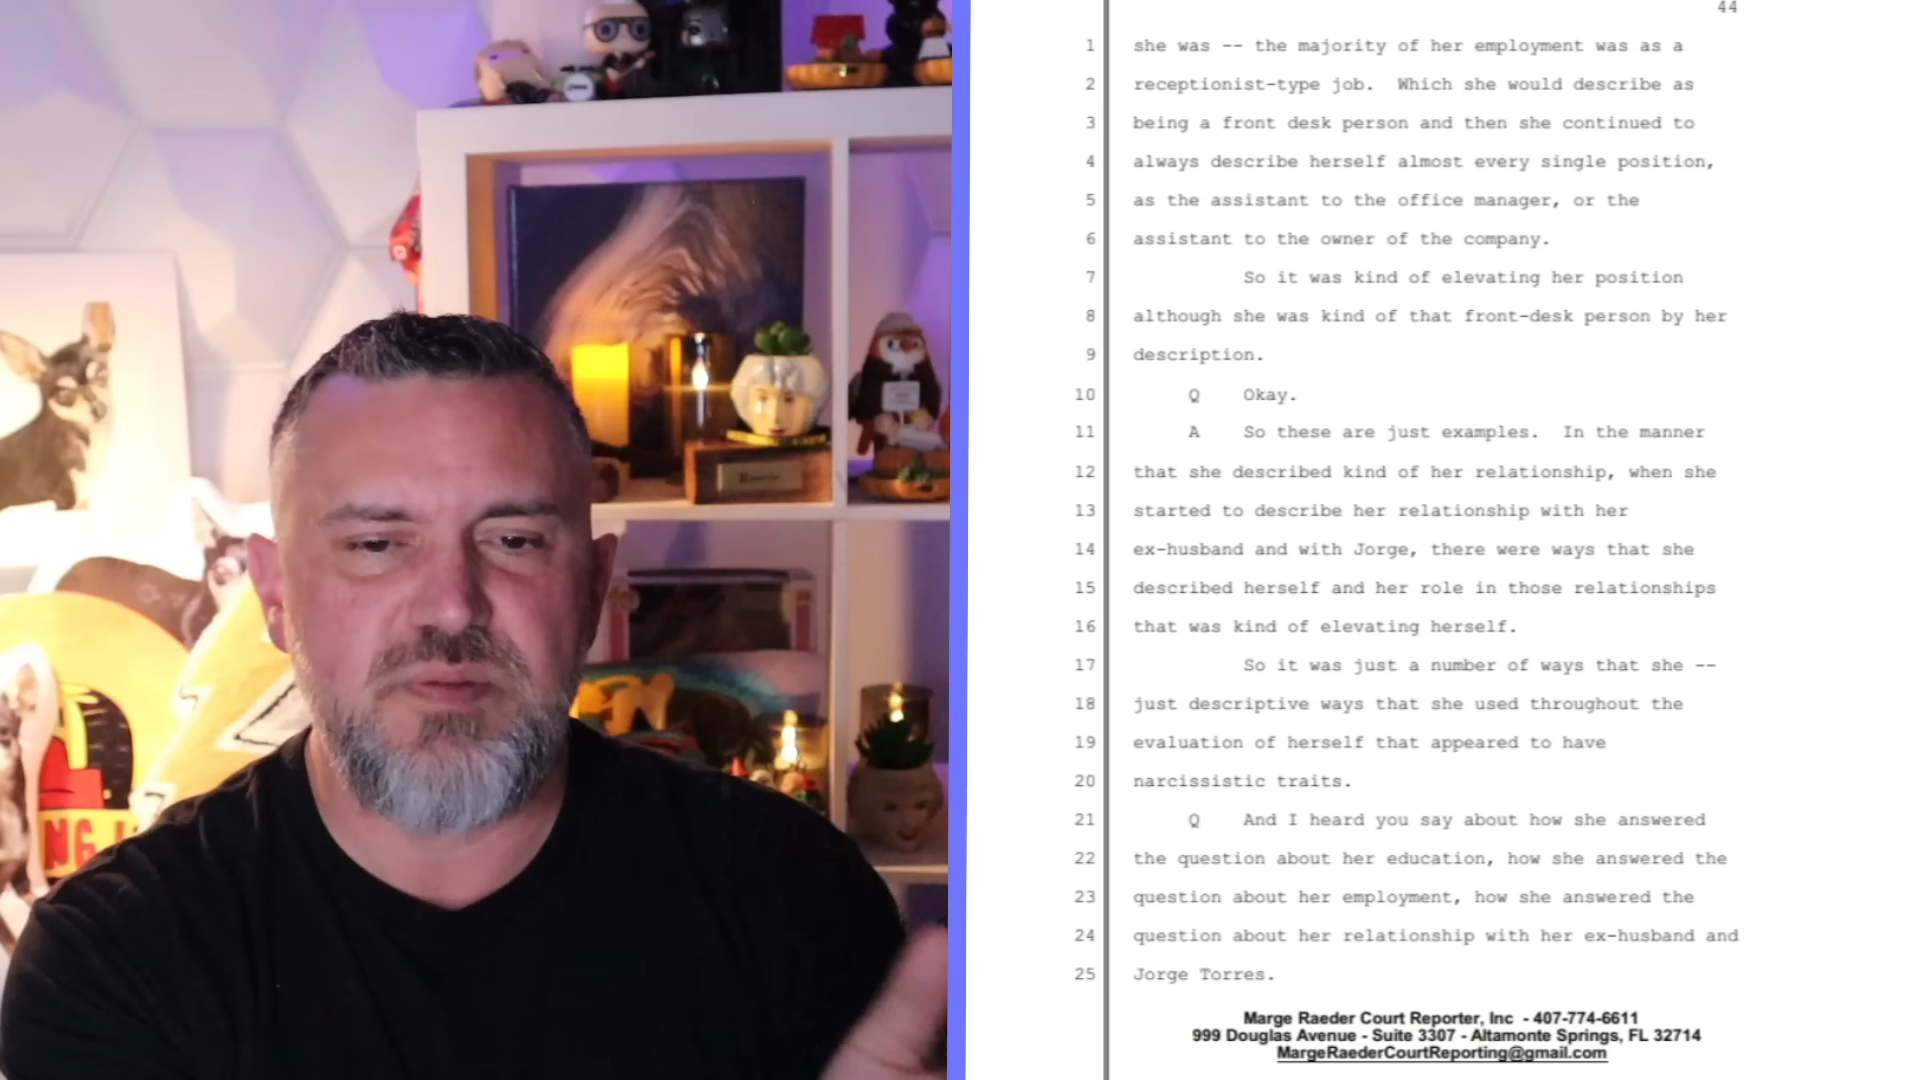 44
1 she was -- the majority of her employment was as a
2 receptionist-type job. Which she would describe as
3 being a front desk person and then she continued to
4 always describe herself almost every single position,
5 as the assistant to the office manager, or the
6 assistant to the owner of the company.
7 So it was kind of elevating her position
8 although she was kind of that front-desk person by her
9 description.
10 Q Okay.
11 A So these are just examples. In the manner
12 that she described kind of her relationship, when she
13 started to describe her relationship with her
14 ex-husband and with Jorge, there were ways that she
15 described herself and her role in those relationships
16 that was kind of elevating herself.
17 So it was just a number of ways that she --
18 just descriptive ways that she used throughout the
19 evaluation of herself that appeared to have
20 narcissistic traits.
21 Q And I heard you say about how she answered
22 the question about her education, how she answered the
23 question about her employment, how she answered the
24 question about her relationship with her ex-husband and
25 Jorge Torres.
Marge Raeder Court Reporter, Inc - 407-774-6611
999 Douglas Avenue - Suite 3307 - Altamonte Springs, FL 32714
MargeRaederCourtReporting@gmail.com